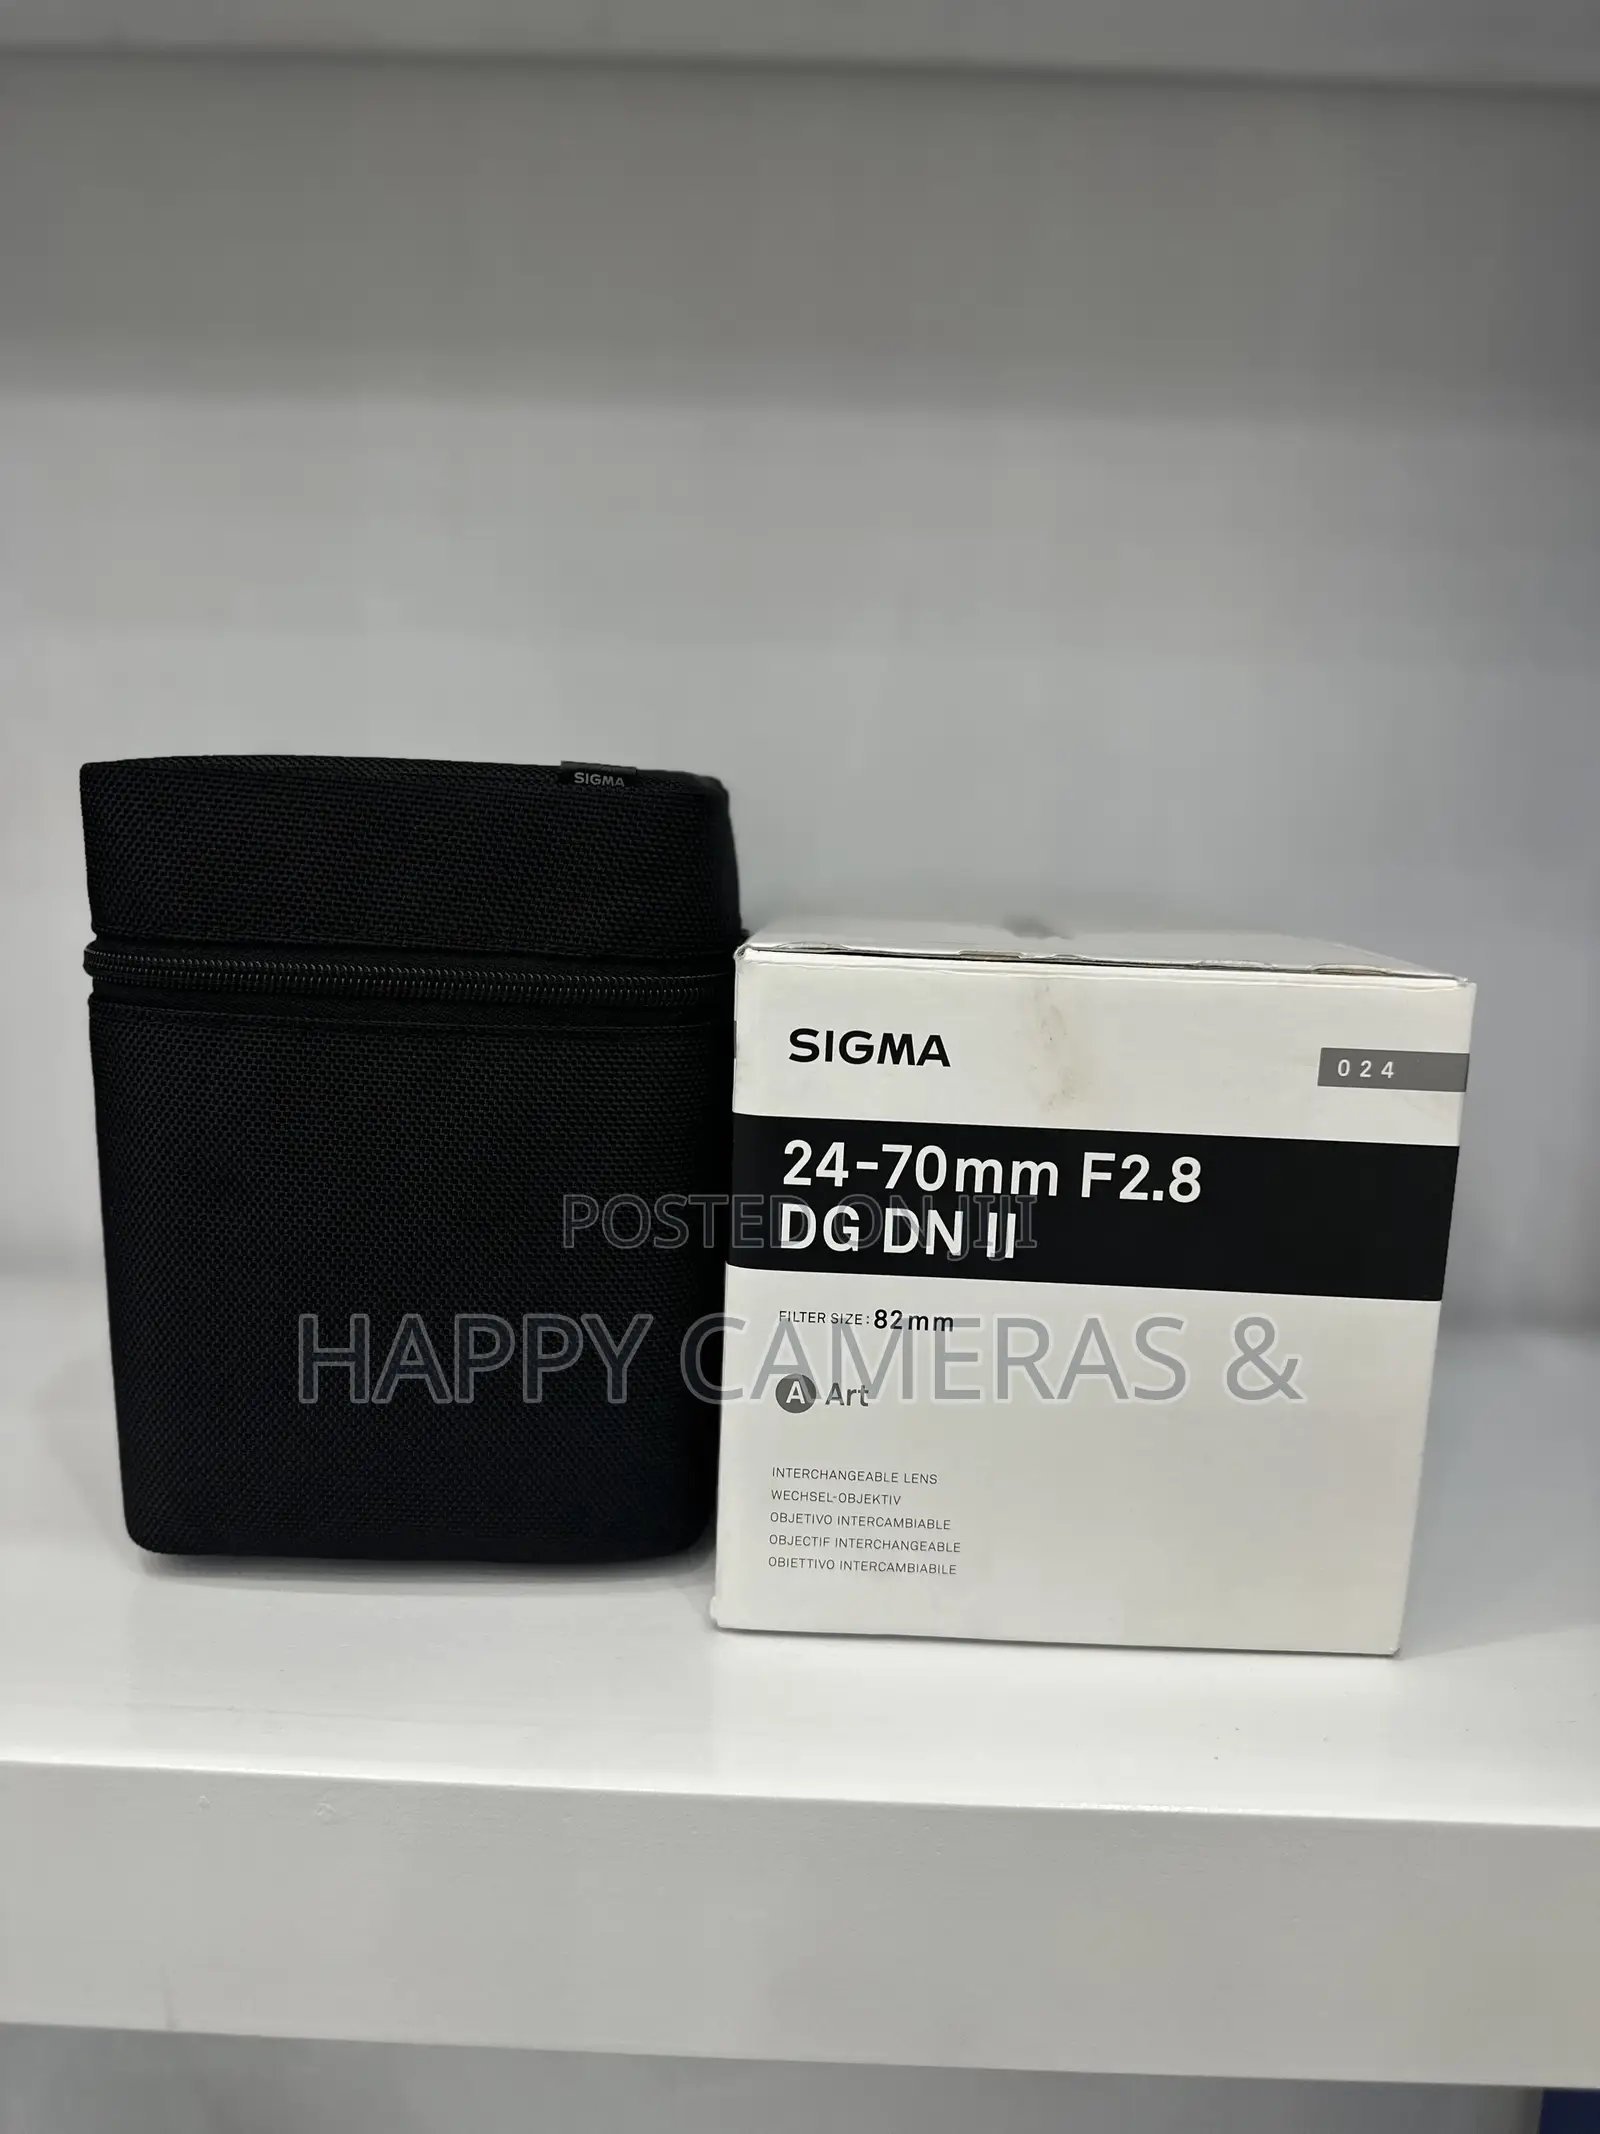 SIGMA
SIGMA
024
24-70mm F2.8
DG DN II
POSTED ON JIJI
FILTER SIZE: 82mm
HAPPY CAMERAS &
A Art
INTERCHANGEABLE LENS
WECHSEL-OBJEKTIV
OBJETIVO INTERCAMBIABLE
OBJECTIF INTERCHANGEABLE
OBIETTIVO INTERCAMBIABILE